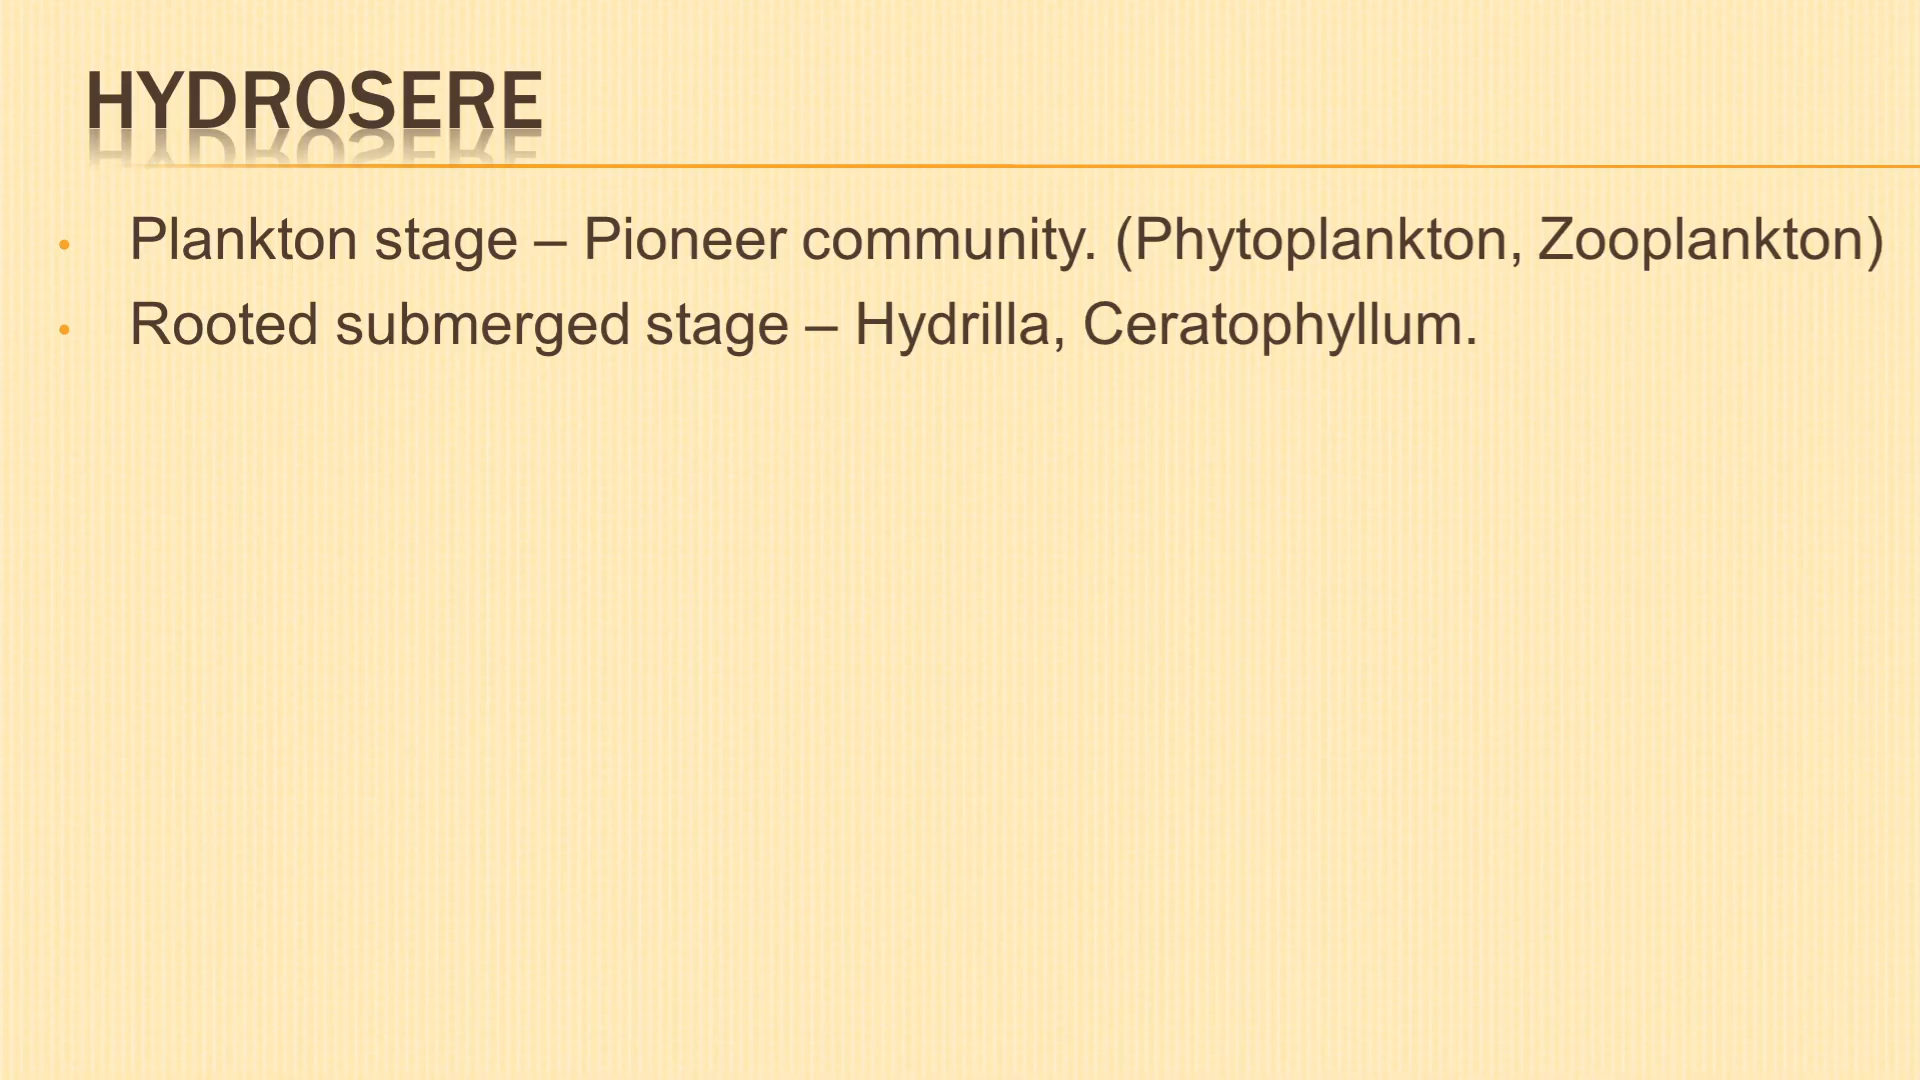 HYDROSERE
• Plankton stage – Pioneer community. (Phytoplankton, Zooplankton)
• Rooted submerged stage – Hydrilla, Ceratophyllum.